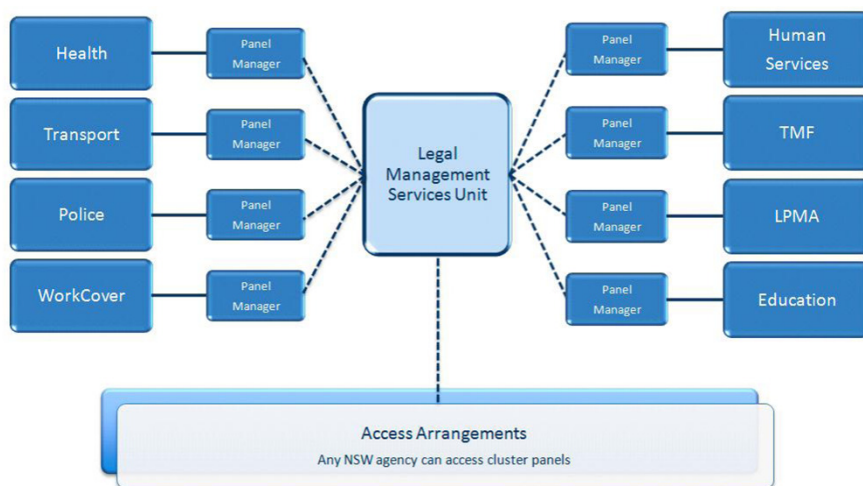 Health
Panel
Manager
Transport
Panel
Manager
Police
Panel
Manager
WorkCover
Panel
Manager
Legal
Management
Services Unit
Panel
Manager
Human
Services
Panel
Manager
TMF
Panel
Manager
LPMA
Panel
Manager
Education
Access Arrangements
Any NSW agency can access cluster panels